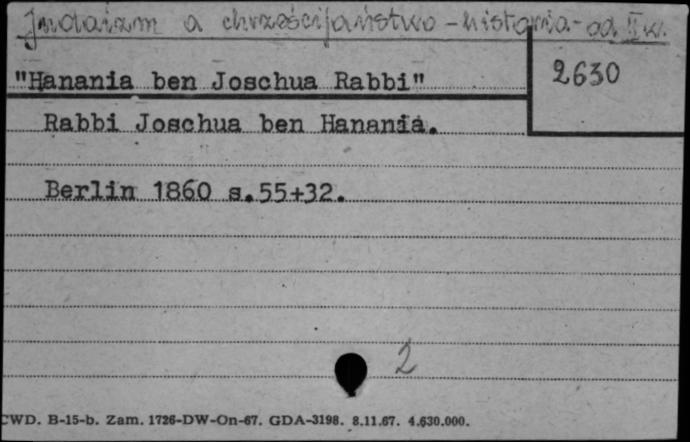 Judaizm a chrześcijaństwo - historia - od II w.
"Hanania ben Joschua Rabbi"
2630
Rabbi Joschua ben Hanania.
Berlin 1860 s.55+32.
2
CWD. B-15-b. Zam. 1726-DW-On-67. GDA-3198. 8.11.67. 4.630.000.